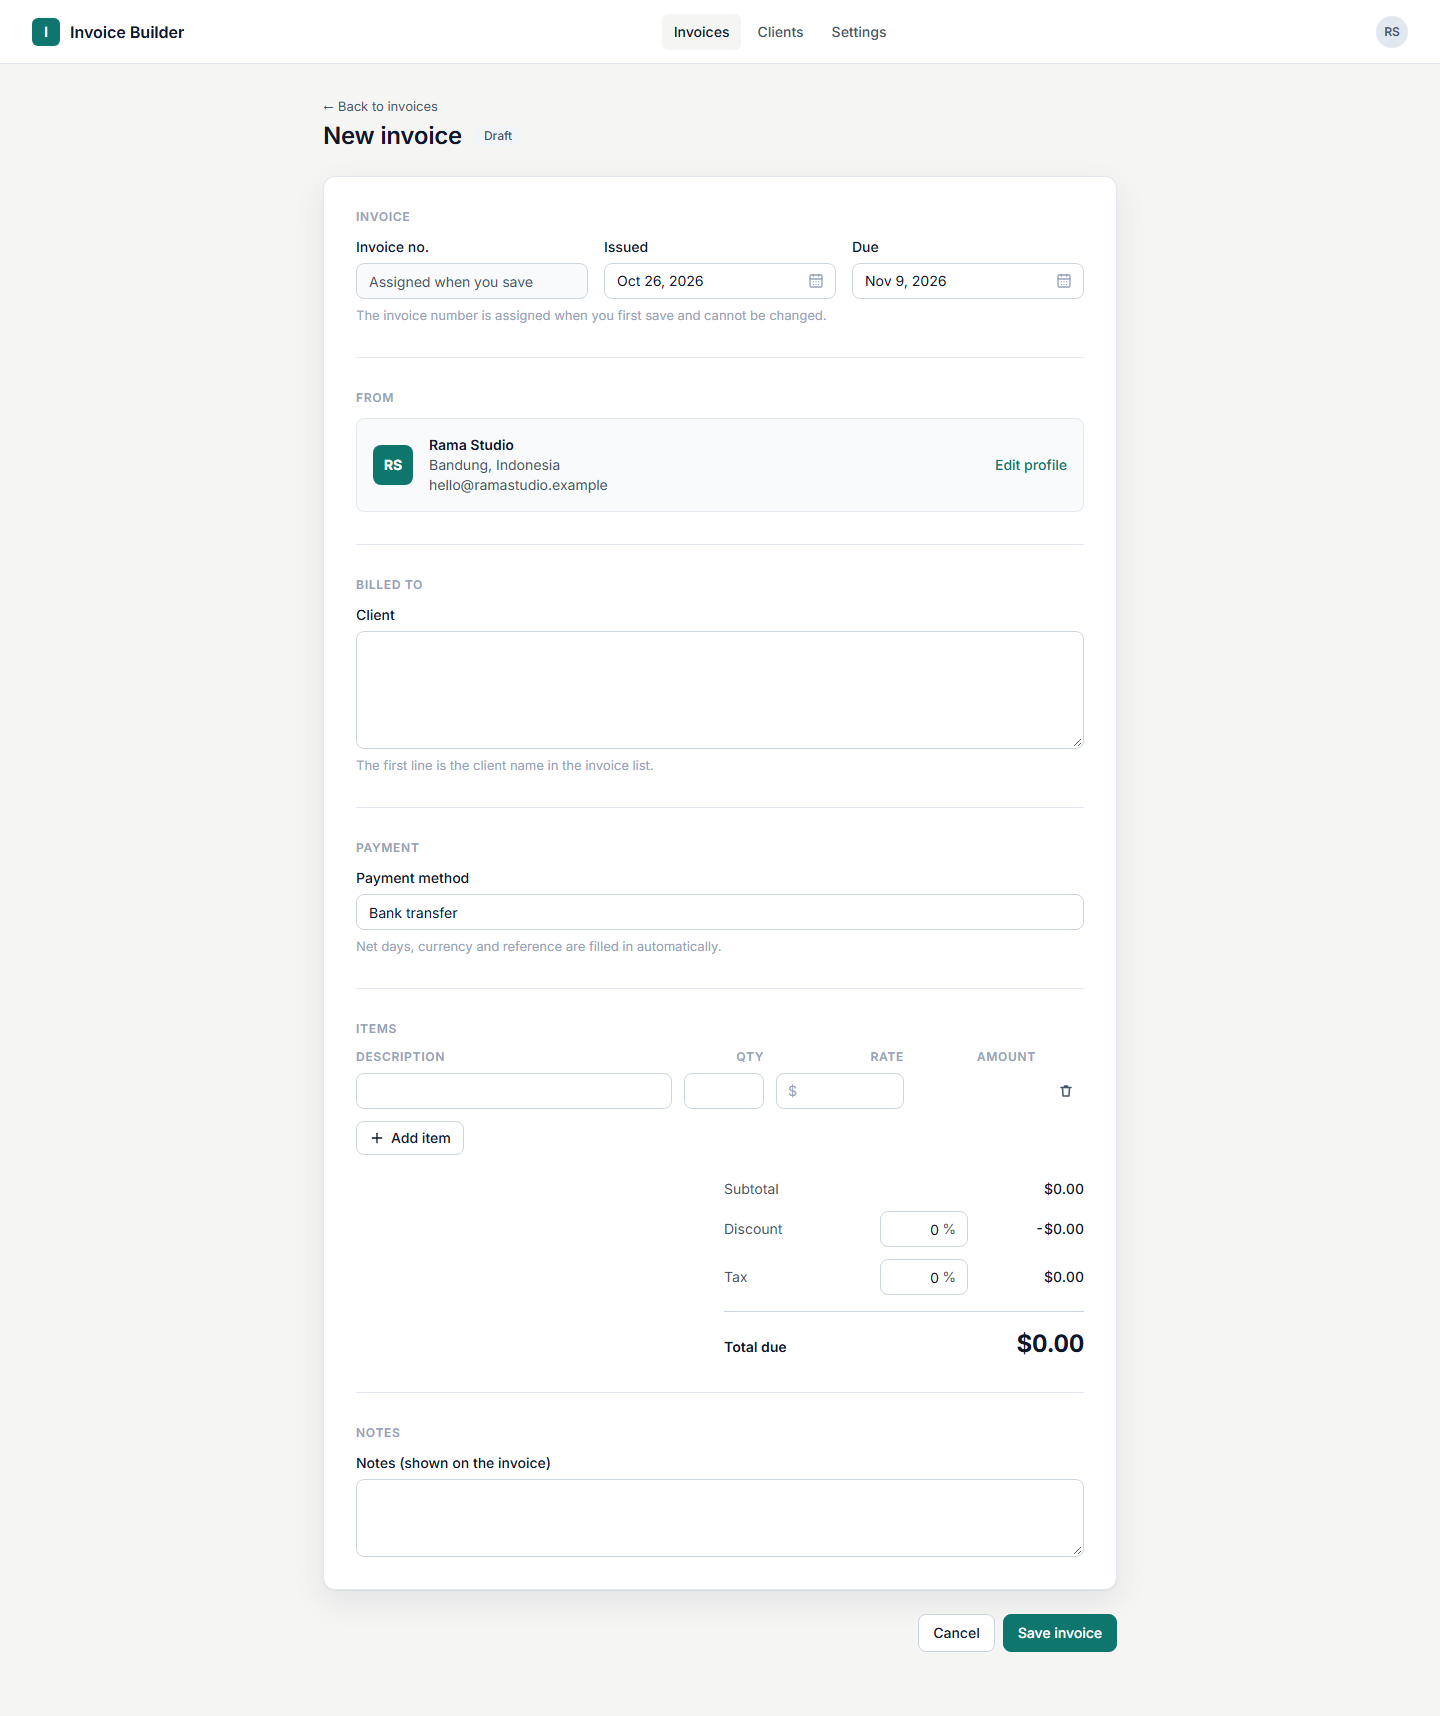 I Invoice Builder
Invoices Clients Settings
RS
← Back to invoices
New invoice Draft
INVOICE
Invoice no. Issued Due
Assigned when you save Oct 26, 2026 Nov 9, 2026
The invoice number is assigned when you first save and cannot be changed.
FROM
RS
Rama Studio
Bandung, Indonesia
hello@ramastudio.example
Edit profile
BILLED TO
Client
The first line is the client name in the invoice list.
PAYMENT
Payment method
Bank transfer
Net days, currency and reference are filled in automatically.
ITEMS
DESCRIPTION QTY RATE AMOUNT
$
+ Add item
Subtotal $0.00
Discount 0 % -$0.00
Tax 0 % $0.00
Total due $0.00
NOTES
Notes (shown on the invoice)
Cancel Save invoice